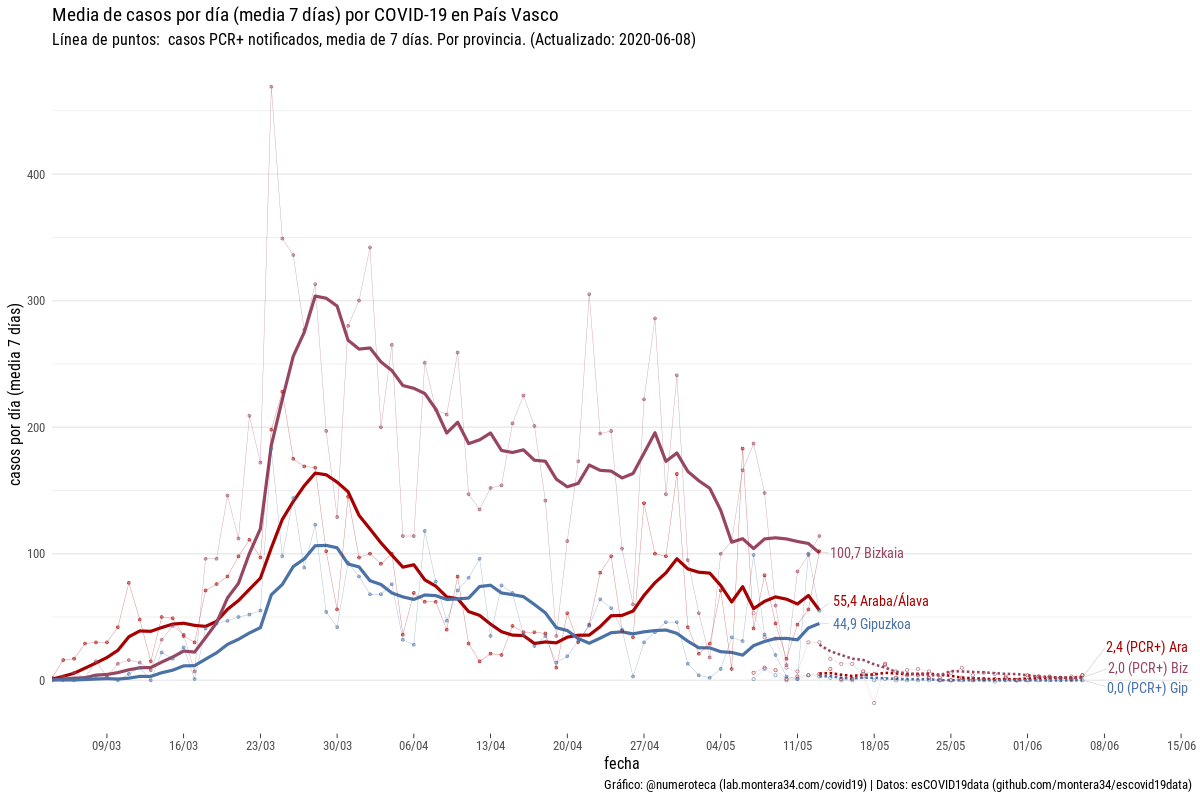 Media de casos por día (media 7 días) por COVID-19 en País Vasco
Línea de puntos:  casos PCR+ notificados, media de 7 días. Por provincia. (Actualizado: 2020-06-08)
casos por día (media 7 días)
400
300
200
100
0
100,7 Bizkaia
55,4 Araba/Álava
44,9 Gipuzkoa
2,4 (PCR+) Ara
2,0 (PCR+) Biz
0,0 (PCR+) Gip
09/03 16/03 23/03 30/03 06/04 13/04 20/04 27/04 04/05 11/05 18/05 25/05 01/06 08/06 15/06
fecha
Gráfico: @numeroteca (lab.montera34.com/covid19) | Datos: esCOVID19data (github.com/montera34/escovid19data)